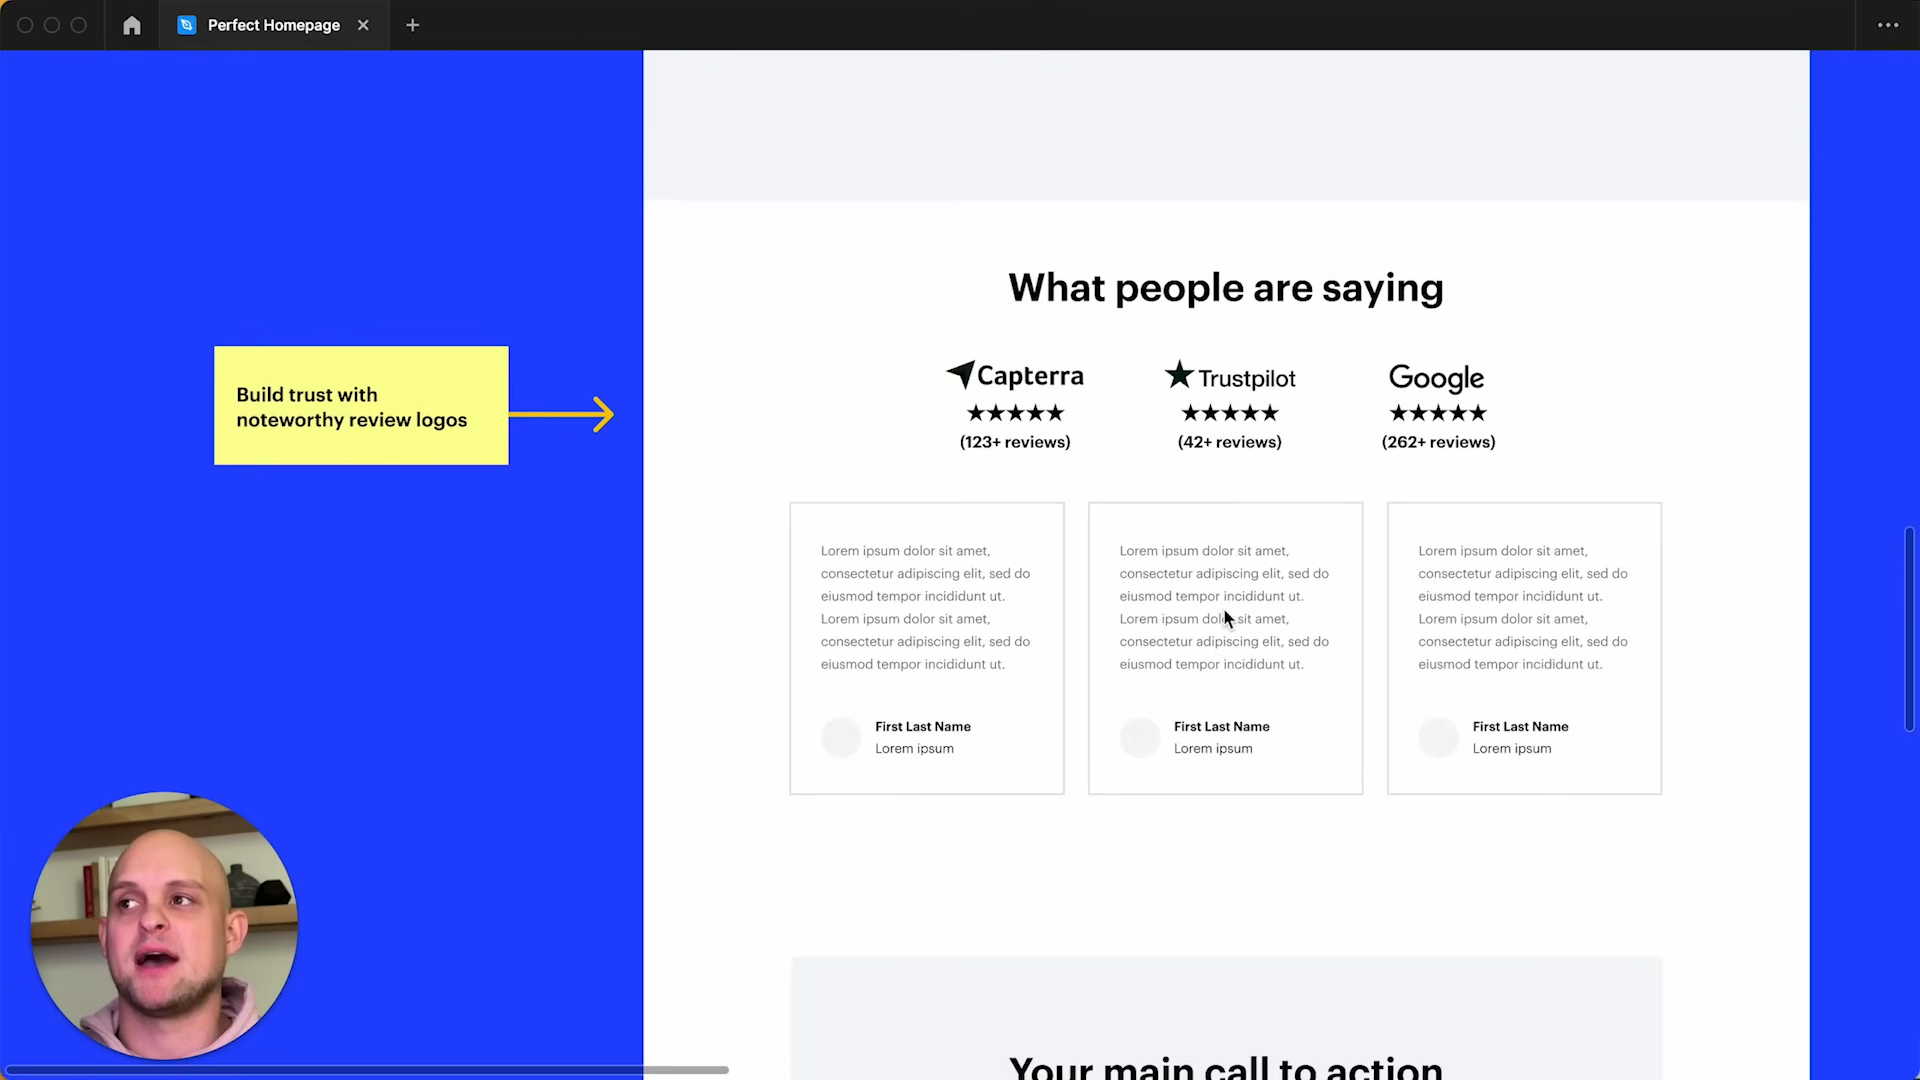 Perfect Homepage
What people are saying
Build trust with
noteworthy review logos
Capterra
★★★★★
(123+ reviews)
Trustpilot
★★★★★
(42+ reviews)
Google
★★★★★
(262+ reviews)
Lorem ipsum dolor sit amet,
consectetur adipiscing elit, sed do
eiusmod tempor incididunt ut.
Lorem ipsum dolor sit amet,
consectetur adipiscing elit, sed do
eiusmod tempor incididunt ut.
First Last Name
Lorem ipsum
Lorem ipsum dolor sit amet,
consectetur adipiscing elit, sed do
eiusmod tempor incididunt ut.
Lorem ipsum dolor sit amet,
consectetur adipiscing elit, sed do
eiusmod tempor incididunt ut.
First Last Name
Lorem ipsum
Lorem ipsum dolor sit amet,
consectetur adipiscing elit, sed do
eiusmod tempor incididunt ut.
Lorem ipsum dolor sit amet,
consectetur adipiscing elit, sed do
eiusmod tempor incididunt ut.
First Last Name
Lorem ipsum
Your main call to action